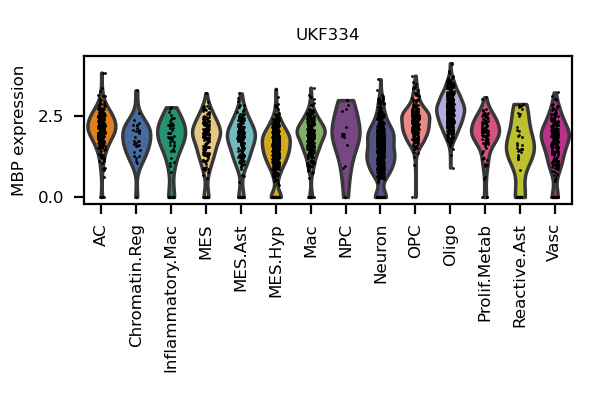 UKF334
MBP expression
2.5
0.0
AC
Chromatin.Reg
Inflammatory.Mac
MES
MES.Ast
MES.Hyp
Mac
NPC
Neuron
OPC
Oligo
Prolif.Metab
Reactive.Ast
Vasc